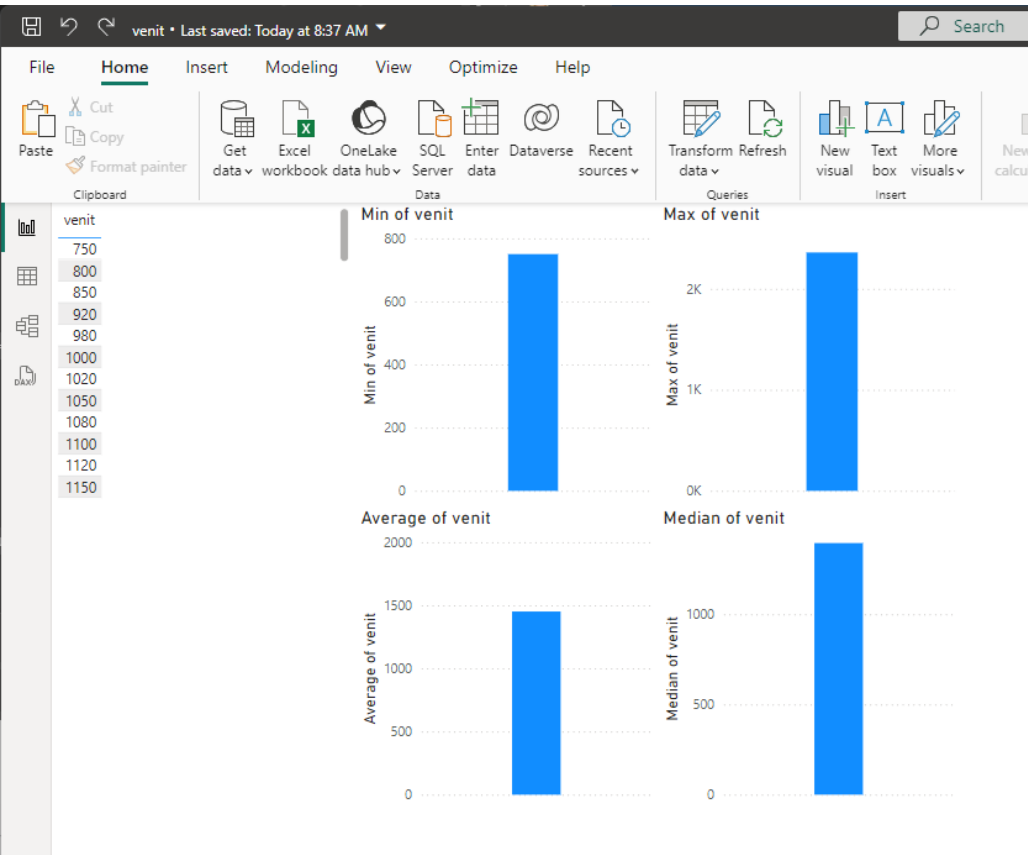 venit • Last saved: Today at 8:37 AM
Search
File Home Insert Modeling View Optimize Help
Paste
Cut
Copy
Format painter
Clipboard
Get data
Excel workbook
OneLake data hub
SQL Server
Enter data
Dataverse
Recent sources
Data
Transform data
Refresh
Queries
New visual
Text box
More visuals
Insert
New
calcu
A
DAX
venit
750
800
850
920
980
1000
1020
1050
1080
1100
1120
1150
Min of venit
Min of venit
800
600
400
200
0
Max of venit
Max of venit
2K
1K
0K
Average of venit
Average of venit
2000
1500
1000
500
0
Median of venit
Median of venit
1000
500
0